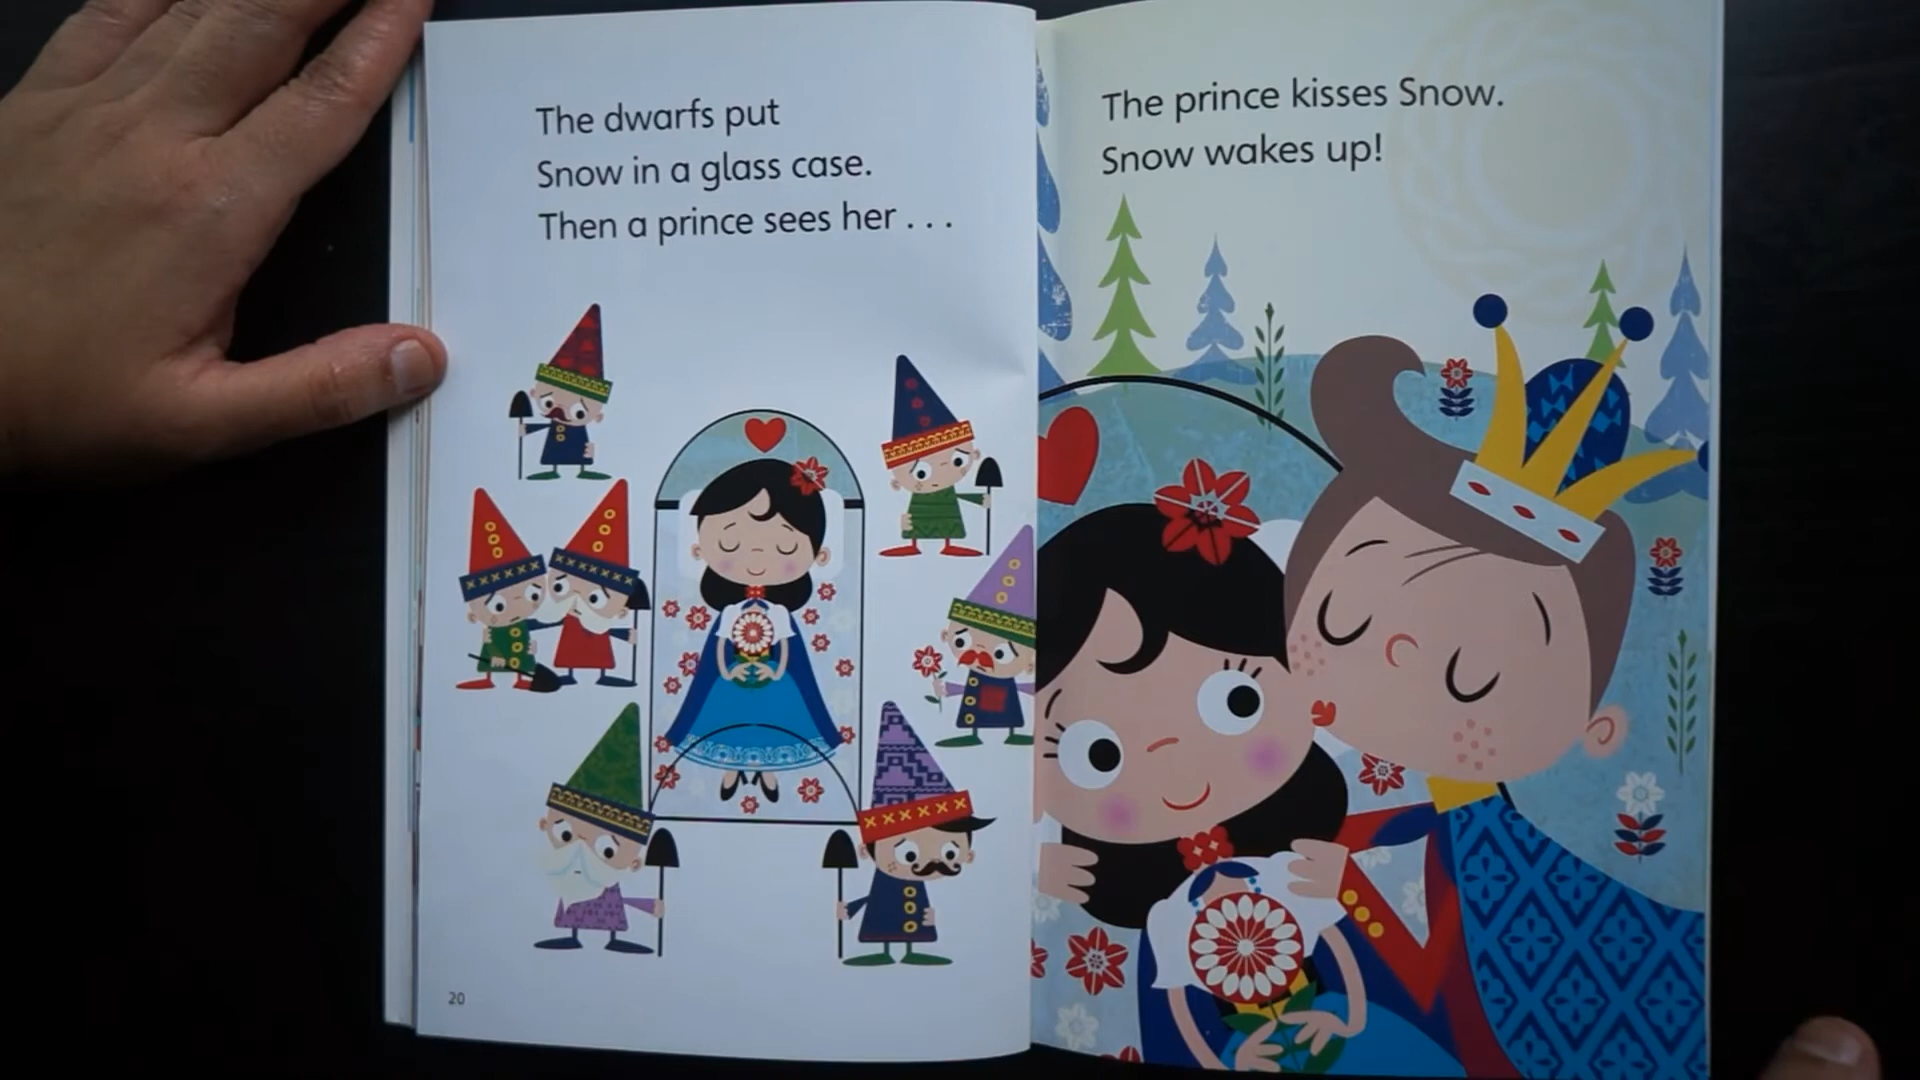 The dwarfs put
Snow in a glass case.
Then a prince sees her . . .
20
The prince kisses Snow.
Snow wakes up!